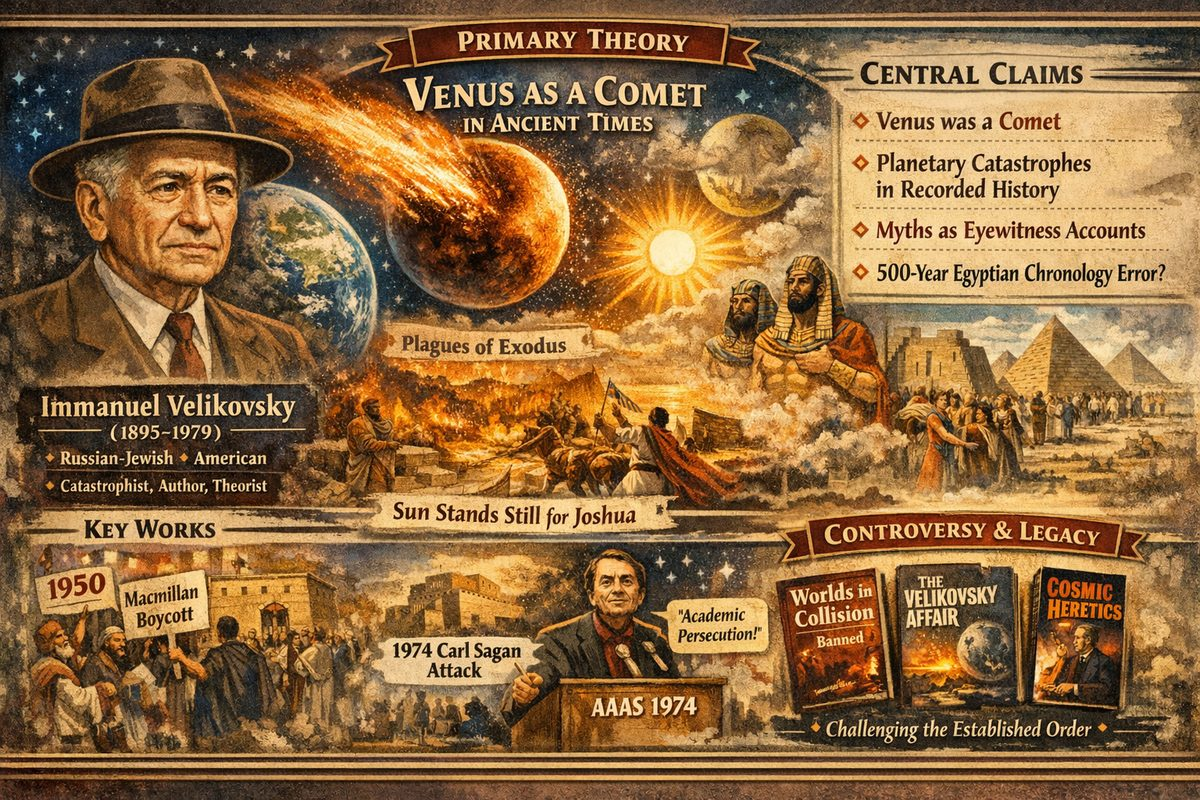 PRIMARY THEORY
VENUS AS A COMET
IN ANCIENT TIMES
CENTRAL CLAIMS
Venus was a Comet
Planetary Catastrophes
in Recorded History
Myths as Eyewitness Accounts
500-Year Egyptian Chronology Error?
Plagues of Exodus
Immanuel Velikovsky
(1895–1979)
Russian-Jewish ◆ American
Catastrophist, Author, Theorist
Sun Stands Still for Joshua
KEY WORKS
1950
Macmillan
Boycott
1974 Carl Sagan
Attack
"Academic
Persecution!"
AAAS 1974
CONTROVERSY & LEGACY
Worlds in
Collision
Banned
THE
VELIKOVSKY
AFFAIR
COSMIC
HERETICS
Challenging the Established Order